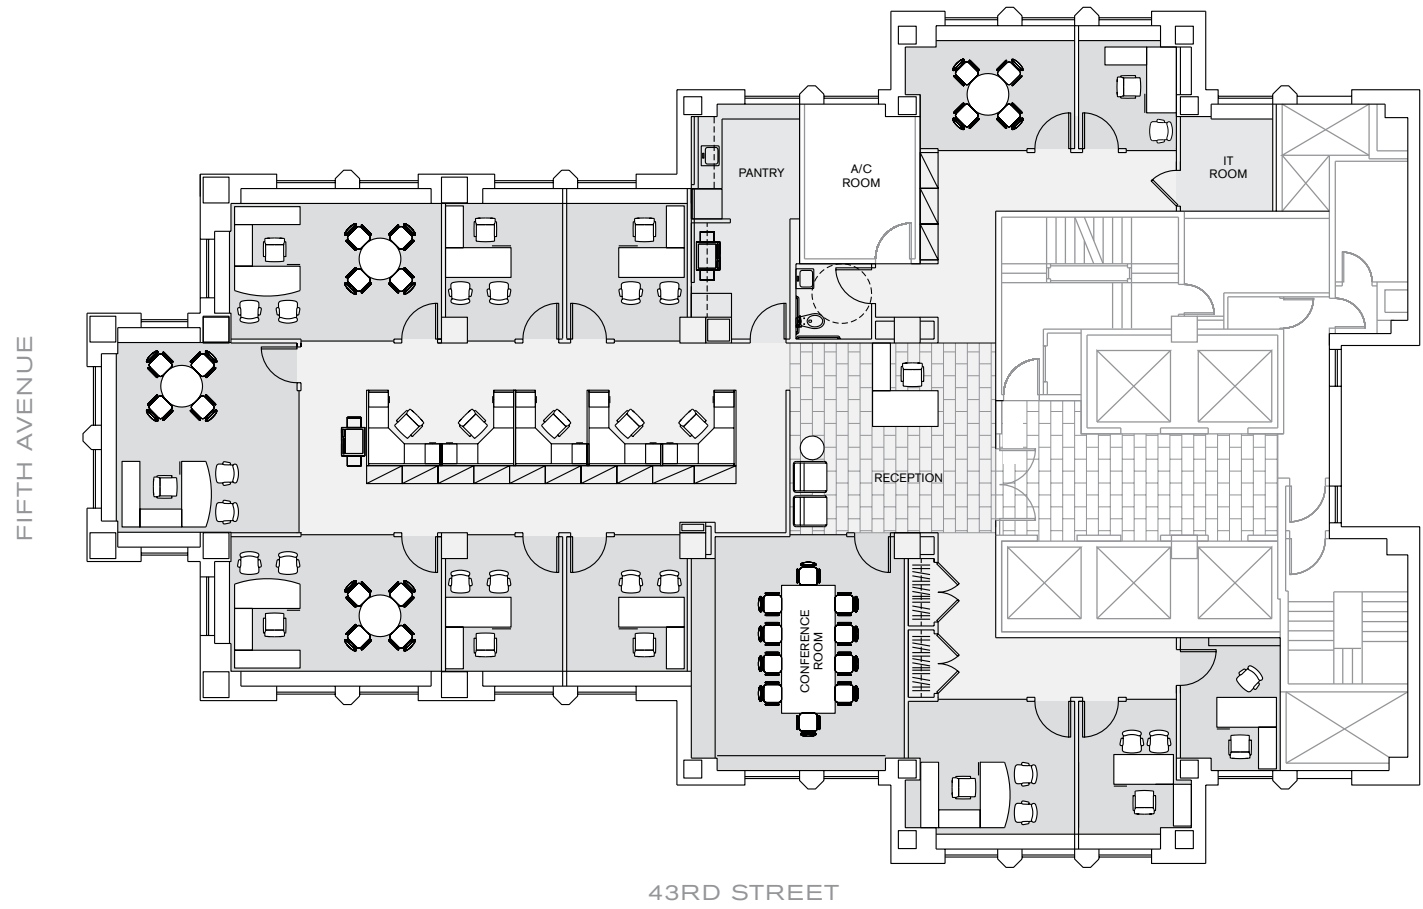 PANTRY
A/C
ROOM
IT
ROOM
FIFTH AVENUE
RECEPTION
CONFERENCE
ROOM
43RD STREET